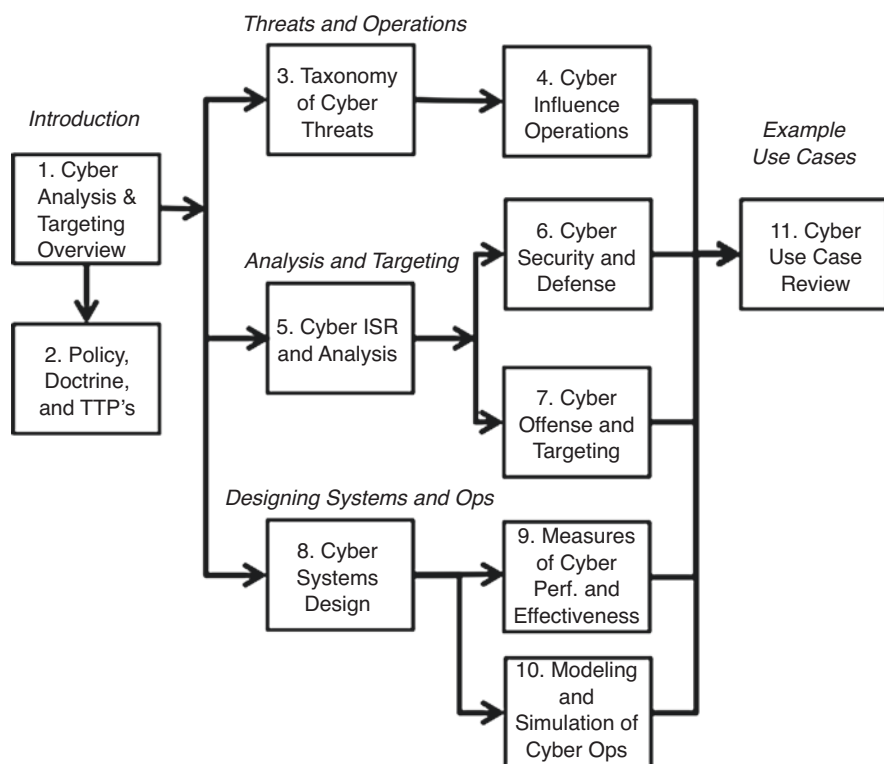 Introduction
1. Cyber
Analysis &
Targeting
Overview
2. Policy,
Doctrine,
and TTP's
Threats and Operations
3. Taxonomy
of Cyber
Threats
4. Cyber
Influence
Operations
Analysis and Targeting
5. Cyber ISR
and Analysis
6. Cyber
Security and
Defense
7. Cyber
Offense and
Targeting
Designing Systems and Ops
8. Cyber
Systems
Design
9. Measures
of Cyber
Perf. and
Effectiveness
10. Modeling
and
Simulation of
Cyber Ops
Example
Use Cases
11. Cyber
Use Case
Review